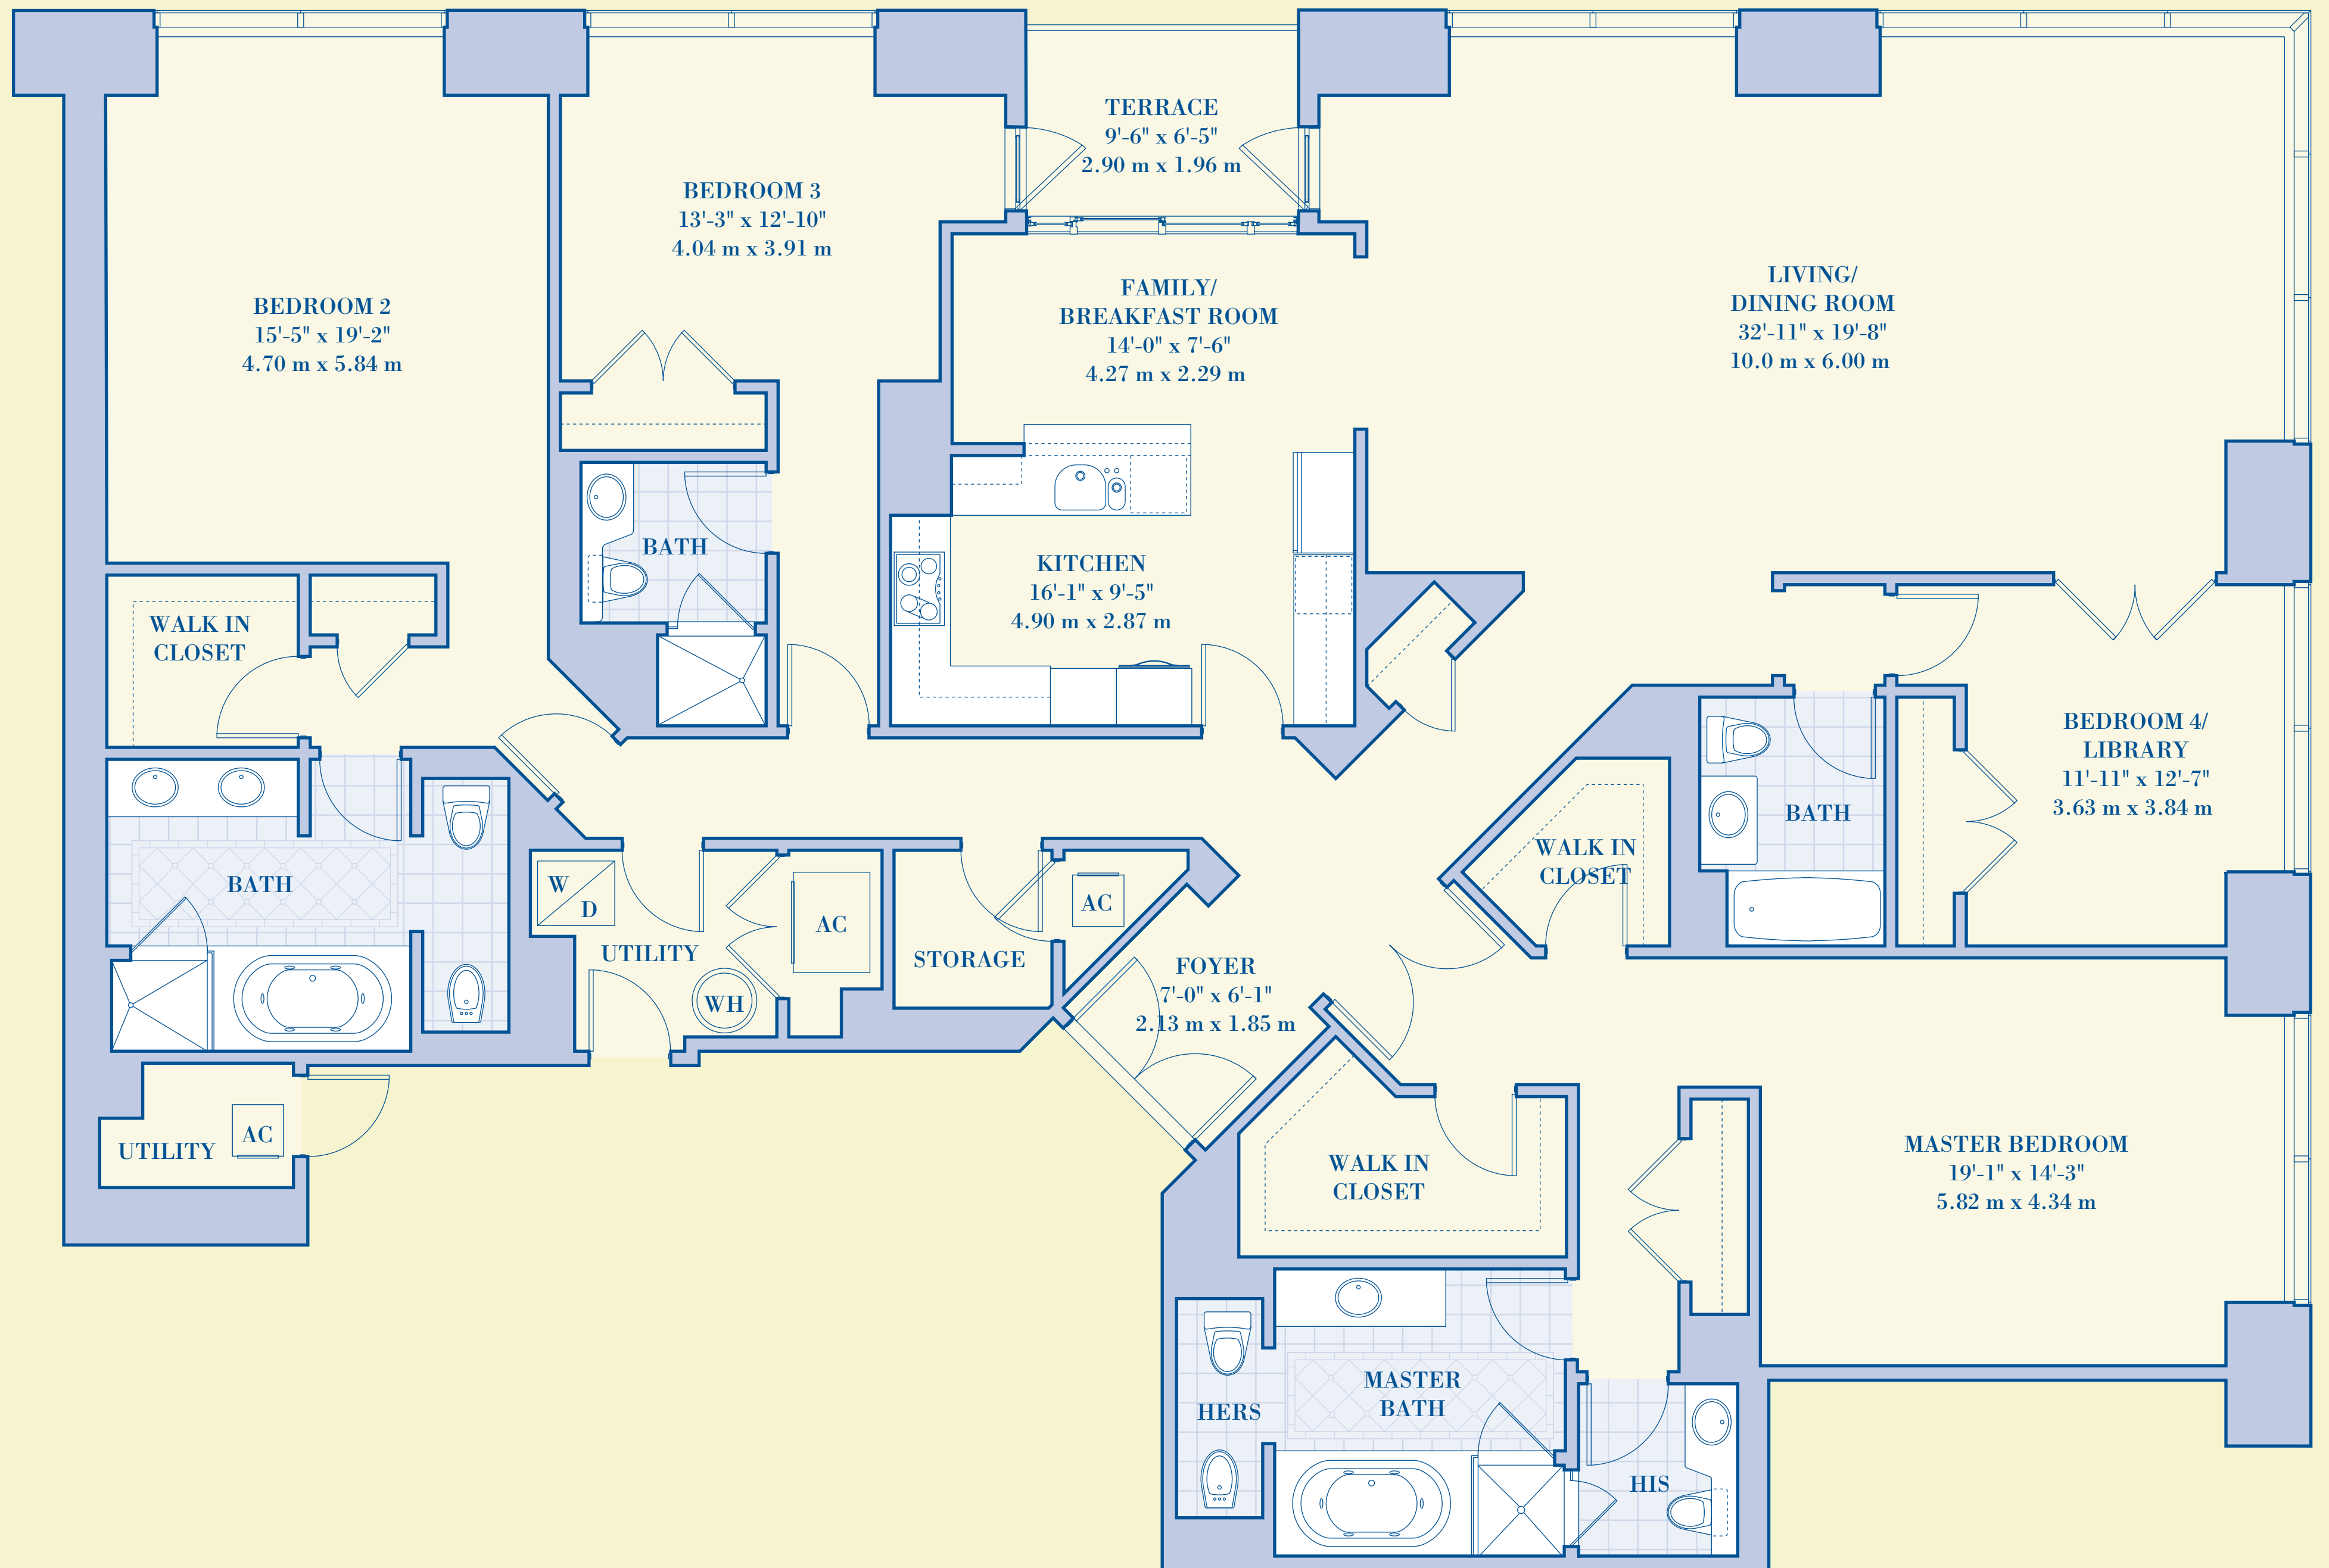 TERRACE
9'-6" x 6'-5"
2.90 m x 1.96 m
BEDROOM 3
13'-3" x 12'-10"
4.04 m x 3.91 m
BEDROOM 2
15'-5" x 19'-2"
4.70 m x 5.84 m
FAMILY/
BREAKFAST ROOM
14'-0" x 7'-6"
4.27 m x 2.29 m
LIVING/
DINING ROOM
32'-11" x 19'-8"
10.0 m x 6.00 m
BATH
KITCHEN
16'-1" x 9'-5"
4.90 m x 2.87 m
WALK IN
CLOSET
BEDROOM 4/
LIBRARY
11'-11" x 12'-7"
3.63 m x 3.84 m
BATH
WALK IN
CLOSET
BATH
W
D
UTILITY
WH
AC
STORAGE
AC
FOYER
7'-0" x 6'-1"
2.13 m x 1.85 m
UTILITY
AC
WALK IN
CLOSET
MASTER BEDROOM
19'-1" x 14'-3"
5.82 m x 4.34 m
MASTER
BATH
HERS
HIS